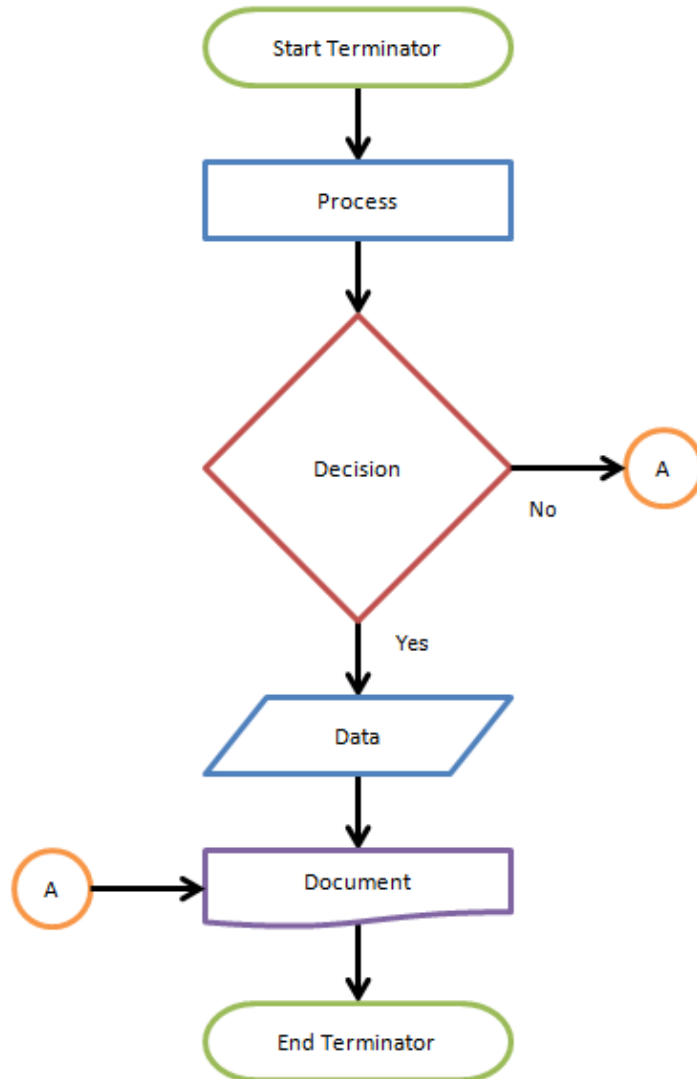 Start Terminator
Process
Decision
A
No
Yes
Data
A
Document
End Terminator